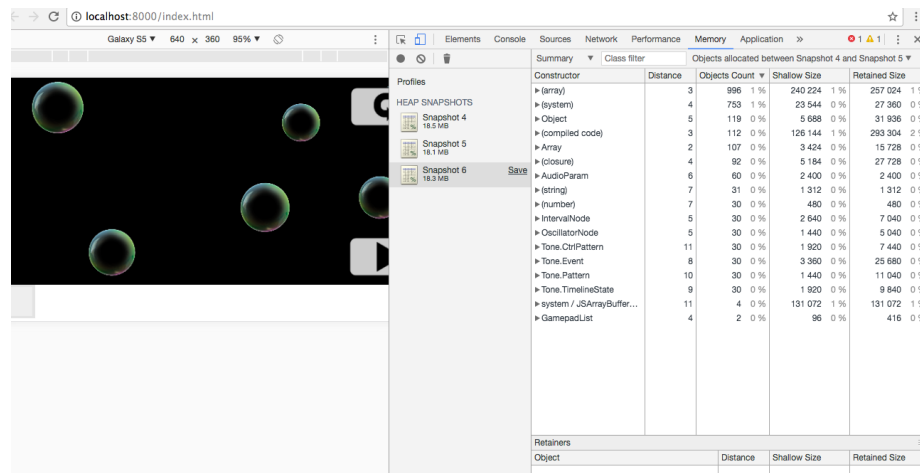 localhost:8000/index.html
Galaxy S5 ▼ 640 × 360 95% ▼
Elements Console Sources Network Performance Memory Application » 1 1
Summary ▼ Class filter Objects allocated between Snapshot 4 and Snapshot 5 ▼
Profiles
HEAP SNAPSHOTS
Snapshot 4
18.5 MB
Snapshot 5
18.1 MB
Snapshot 6 Save
18.3 MB
Constructor Distance Objects Count ▼ Shallow Size Retained Size
▶(array) 3 996 1 % 240 224 1 % 257 024 1
▶(system) 4 753 1 % 23 544 0 % 27 360 0
▶Object 5 119 0 % 5 688 0 % 31 936 0
▶(compiled code) 3 112 0 % 126 144 1 % 293 304 2
▶Array 2 107 0 % 3 424 0 % 15 728 0
▶(closure) 4 92 0 % 5 184 0 % 27 728 0
▶AudioParam 6 60 0 % 2 400 0 % 2 400 0
▶(string) 7 31 0 % 1 312 0 % 1 312 0
▶(number) 7 30 0 % 480 0 % 480 0
▶IntervalNode 5 30 0 % 2 640 0 % 7 040 0
▶OscillatorNode 5 30 0 % 1 440 0 % 5 040 0
▶Tone.CtrlPattern 11 30 0 % 1 920 0 % 7 440 0
▶Tone.Event 8 30 0 % 3 360 0 % 25 680 0
▶Tone.Pattern 10 30 0 % 1 440 0 % 11 040 0
▶Tone.TimelineState 9 30 0 % 1 920 0 % 9 840 0
▶system / JSArrayBuffer... 11 4 0 % 131 072 1 % 131 072 1
▶GamepadList 4 2 0 % 96 0 % 416 0
Retainers
Object Distance Shallow Size Retained Size